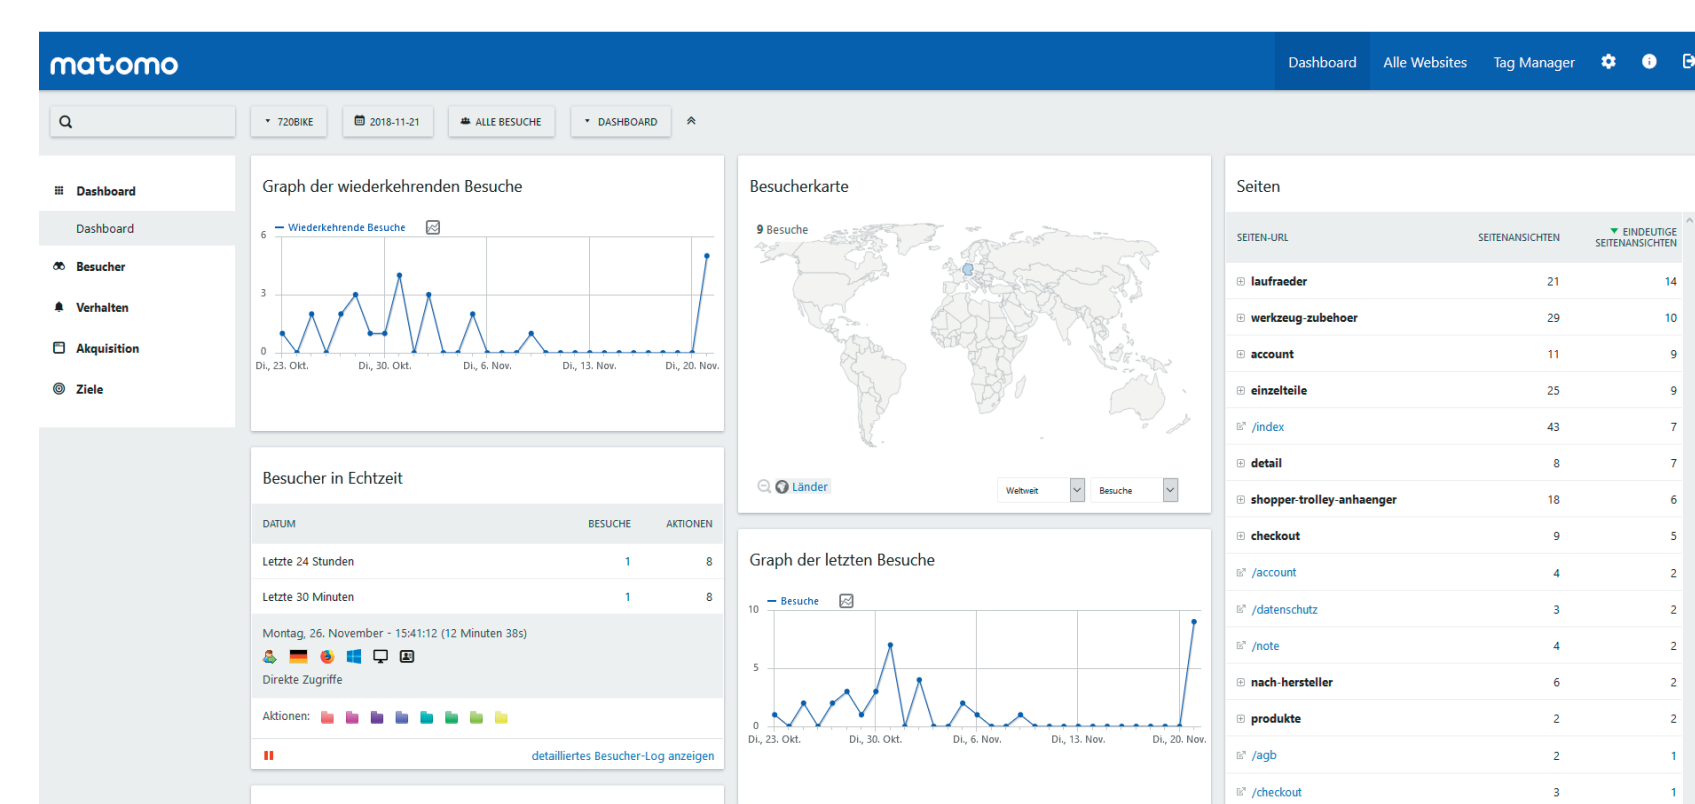 matomo
Dashboard
Alle Websites
Tag Manager
720BIKE
2018-11-21
ALLE BESUCHE
DASHBOARD
Dashboard
Dashboard
Besucher
Verhalten
Akquisition
Ziele
Graph der wiederkehrenden Besuche
Wiederkehrende Besuche
6
3
0
Di., 23. Okt.
Di., 30. Okt.
Di., 6. Nov.
Di., 13. Nov.
Di., 20. Nov.
Besucher in Echtzeit
DATUM BESUCHE AKTIONEN
Letzte 24 Stunden 1 8
Letzte 30 Minuten 1 8
Montag, 26. November - 15:41:12 (12 Minuten 38s)
Direkte Zugriffe
Aktionen:
detailliertes Besucher-Log anzeigen
Besucherkarte
9 Besuche
Länder
Weltweit
Besuche
Graph der letzten Besuche
Besuche
10
5
0
Di., 23. Okt.
Di., 30. Okt.
Di., 6. Nov.
Di., 13. Nov.
Di., 20. Nov.
Seiten
SEITEN-URL SEITENANSICHTEN EINDEUTIGE
SEITENANSICHTEN
laufraeder 21 14
werkzeug-zubehoer 29 10
account 11 9
einzelteile 25 9
/index 43 7
detail 8 7
shopper-trolley-anhaenger 18 6
checkout 9 5
/account 4 2
/datenschutz 3 2
/note 4 2
nach-hersteller 6 2
produkte 2 2
/agb 2 1
/checkout 3 1